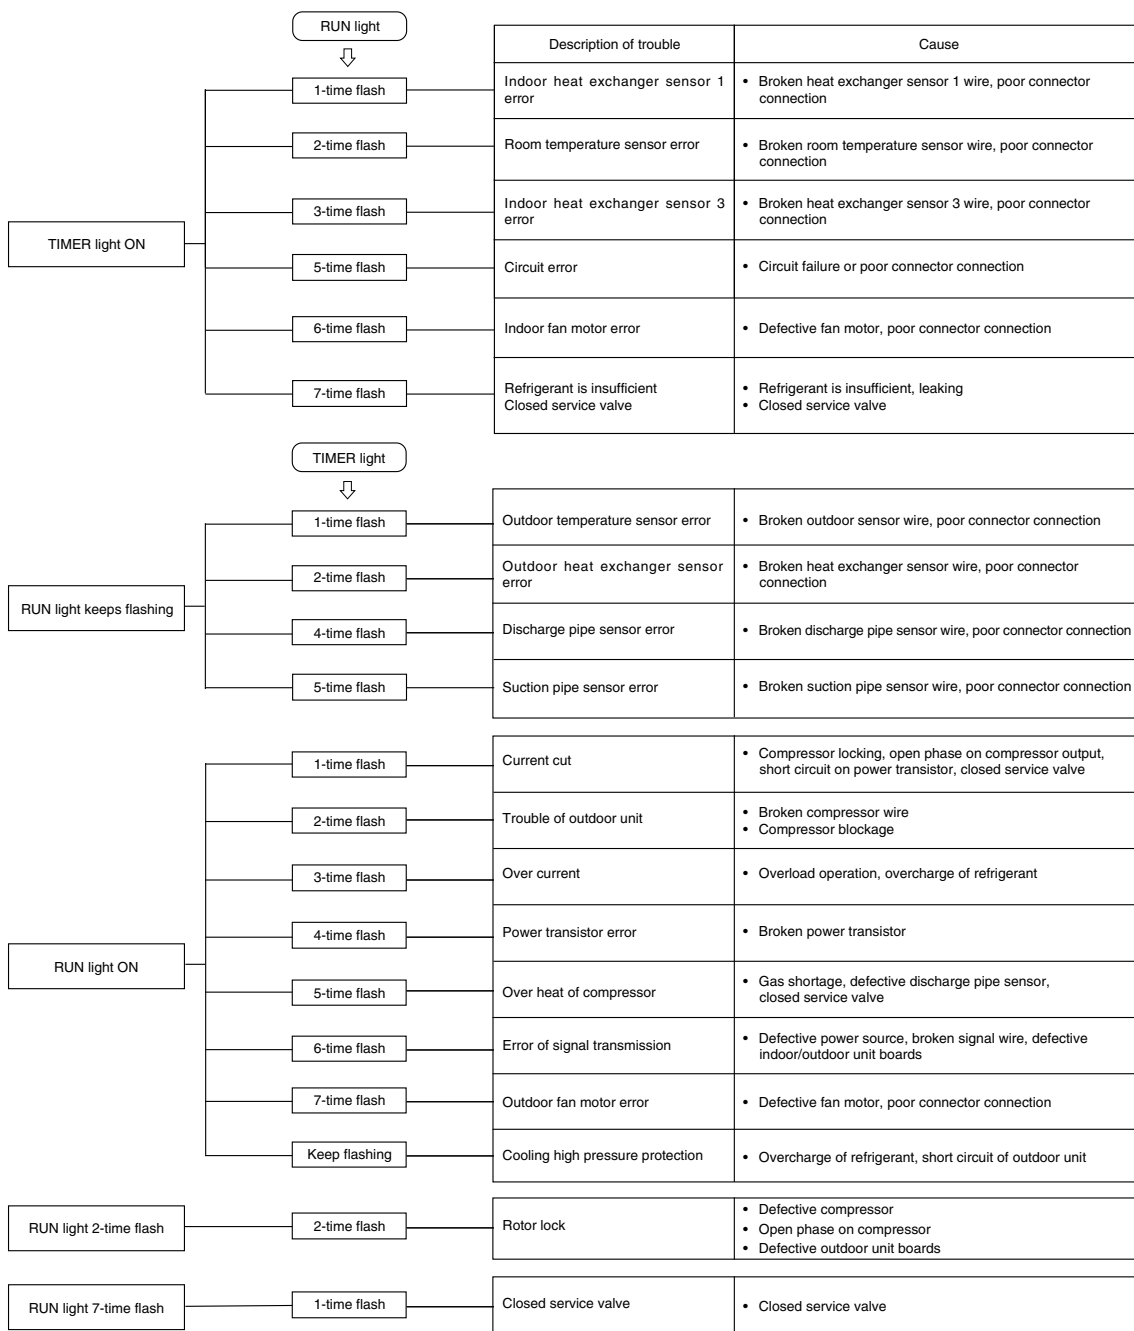 RUN light
Description of trouble
Cause
TIMER light ON
1-time flash
Indoor heat exchanger sensor 1
error
• Broken heat exchanger sensor 1 wire, poor connector
connection
2-time flash
Room temperature sensor error
• Broken room temperature sensor wire, poor connector
connection
3-time flash
Indoor heat exchanger sensor 3
error
• Broken heat exchanger sensor 3 wire, poor connector
connection
5-time flash
Circuit error
• Circuit failure or poor connector connection
6-time flash
Indoor fan motor error
• Defective fan motor, poor connector connection
7-time flash
Refrigerant is insufficient
Closed service valve
• Refrigerant is insufficient, leaking
• Closed service valve
TIMER light
RUN light keeps flashing
1-time flash
Outdoor temperature sensor error
• Broken outdoor sensor wire, poor connector connection
2-time flash
Outdoor heat exchanger sensor
error
• Broken heat exchanger sensor wire, poor connector
connection
4-time flash
Discharge pipe sensor error
• Broken discharge pipe sensor wire, poor connector connection
5-time flash
Suction pipe sensor error
• Broken suction pipe sensor wire, poor connector connection
RUN light ON
1-time flash
Current cut
• Compressor locking, open phase on compressor output,
short circuit on power transistor, closed service valve
2-time flash
Trouble of outdoor unit
• Broken compressor wire
• Compressor blockage
3-time flash
Over current
• Overload operation, overcharge of refrigerant
4-time flash
Power transistor error
• Broken power transistor
5-time flash
Over heat of compressor
• Gas shortage, defective discharge pipe sensor,
closed service valve
6-time flash
Error of signal transmission
• Defective power source, broken signal wire, defective
indoor/outdoor unit boards
7-time flash
Outdoor fan motor error
• Defective fan motor, poor connector connection
Keep flashing
Cooling high pressure protection
• Overcharge of refrigerant, short circuit of outdoor unit
RUN light 2-time flash
2-time flash
Rotor lock
• Defective compressor
• Open phase on compressor
• Defective outdoor unit boards
RUN light 7-time flash
1-time flash
Closed service valve
• Closed service valve